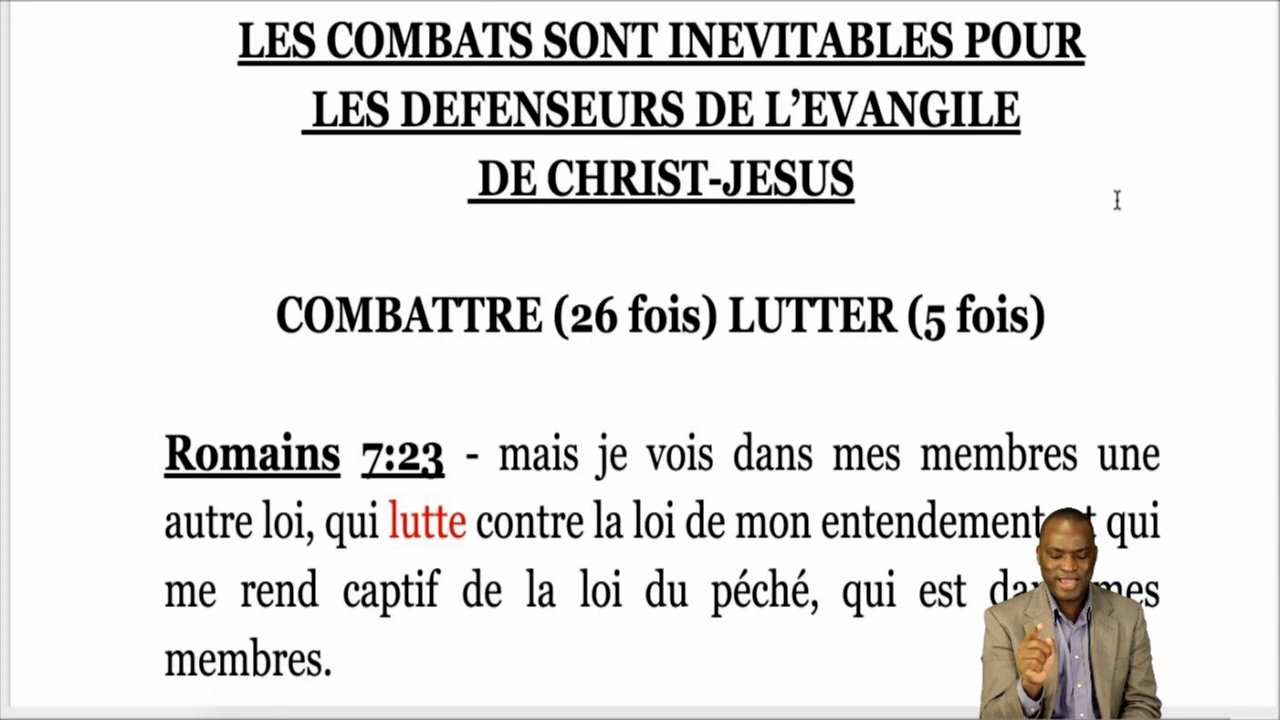 LES COMBATS SONT INEVITABLES POUR
LES DEFENSEURS DE L’EVANGILE
DE CHRIST-JESUS
COMBATTRE (26 fois) LUTTER (5 fois)
Romains 7:23 - mais je vois dans mes membres une
autre loi, qui lutte contre la loi de mon entendement qui
me rend captif de la loi du péché, qui est mes
membres.